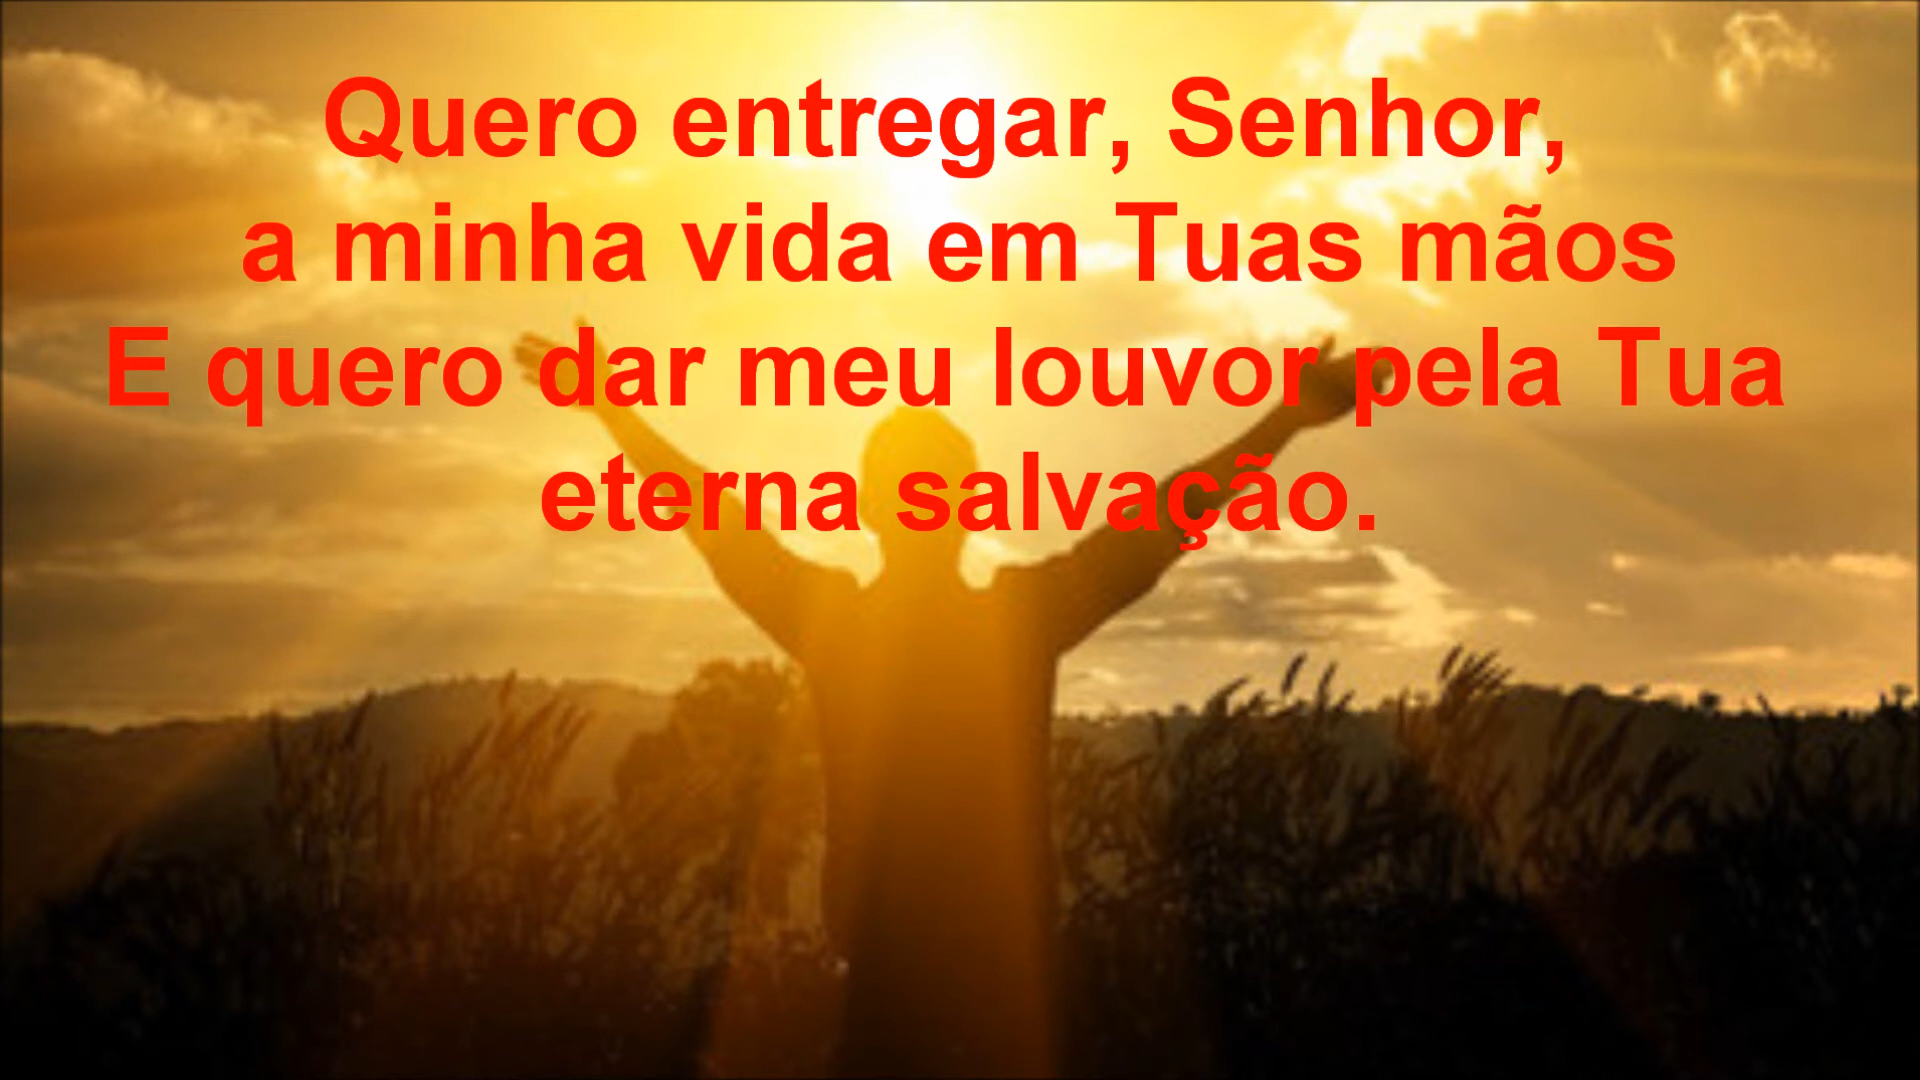 Quero entregar, Senhor,
a minha vida em Tuas mãos
E quero dar meu louvor pela Tua
eterna salvação.